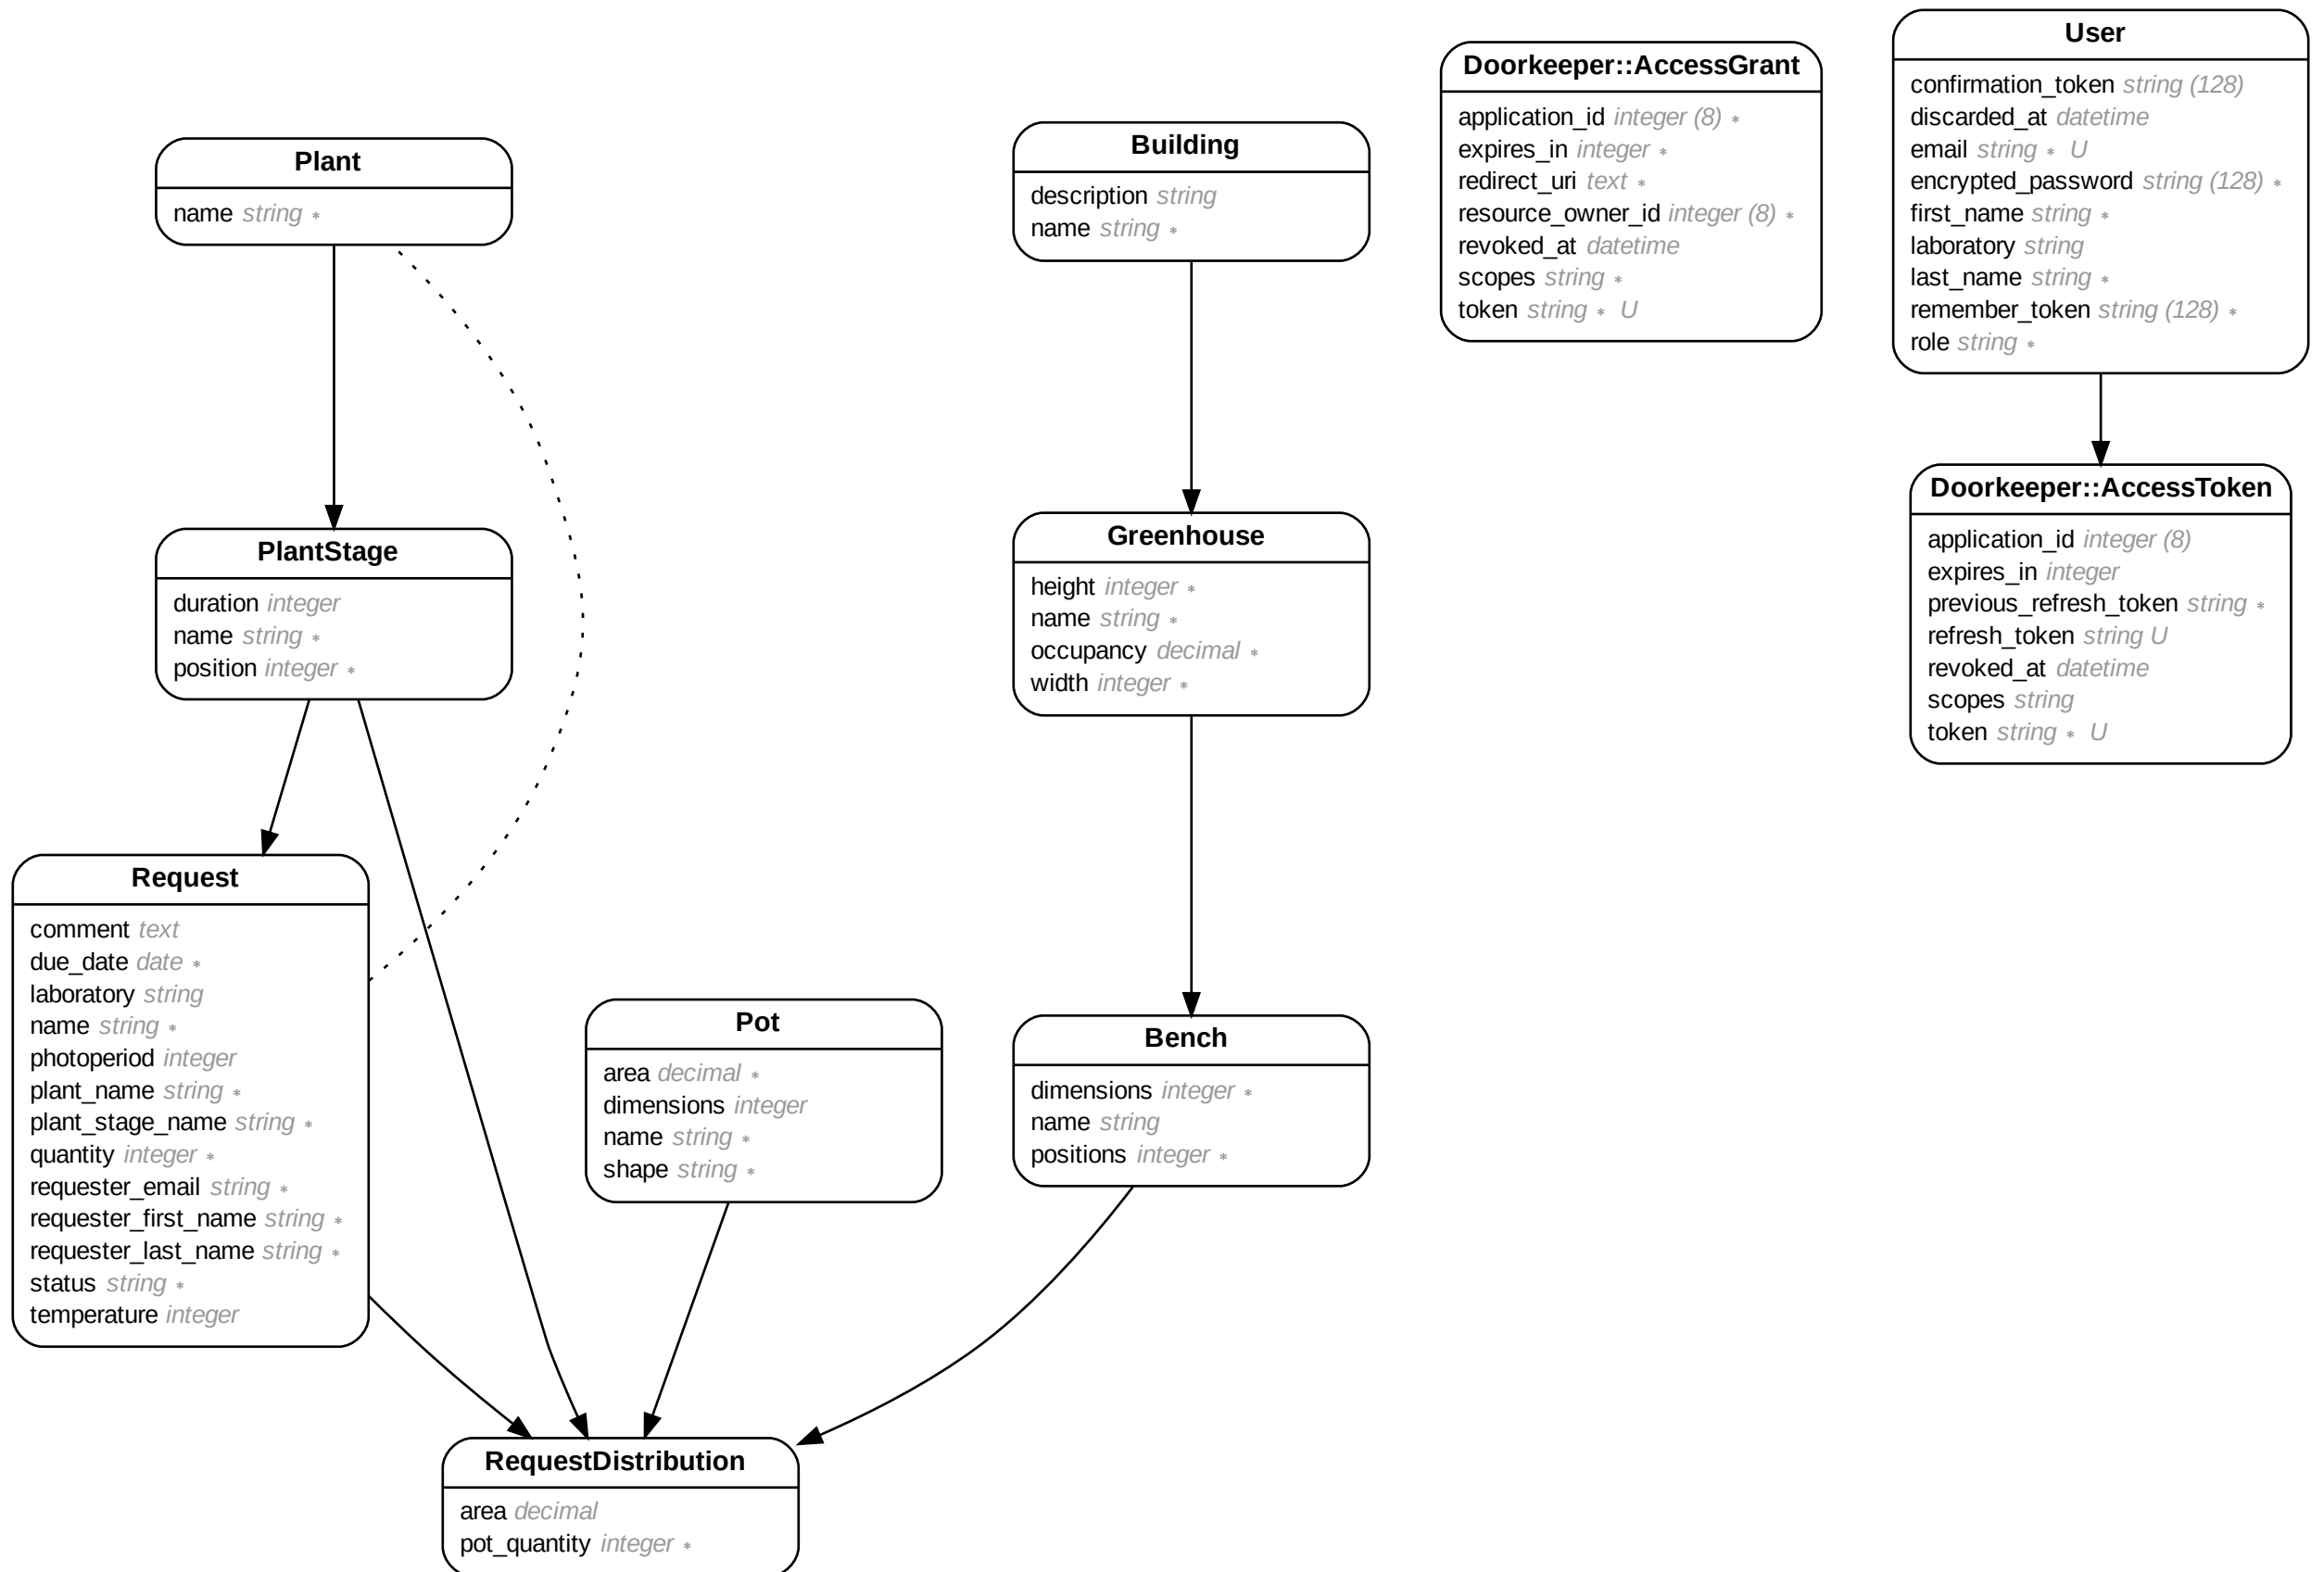 Plant
name string *
PlantStage
duration integer
name string *
position integer *
Request
comment text
due_date date *
laboratory string
name string *
photoperiod integer
plant_name string *
plant_stage_name string *
quantity integer *
requester_email string *
requester_first_name string *
requester_last_name string *
status string *
temperature integer
Pot
area decimal *
dimensions integer
name string *
shape string *
RequestDistribution
area decimal
pot_quantity integer *
Building
description string
name string *
Greenhouse
height integer *
name string *
occupancy decimal *
width integer *
Bench
dimensions integer *
name string
positions integer *
Doorkeeper::AccessGrant
application_id integer (8) *
expires_in integer *
redirect_uri text *
resource_owner_id integer (8) *
revoked_at datetime
scopes string *
token string * U
User
confirmation_token string (128)
discarded_at datetime
email string * U
encrypted_password string (128) *
first_name string *
laboratory string
last_name string *
remember_token string (128) *
role string *
Doorkeeper::AccessToken
application_id integer (8)
expires_in integer
previous_refresh_token string *
refresh_token string U
revoked_at datetime
scopes string
token string * U